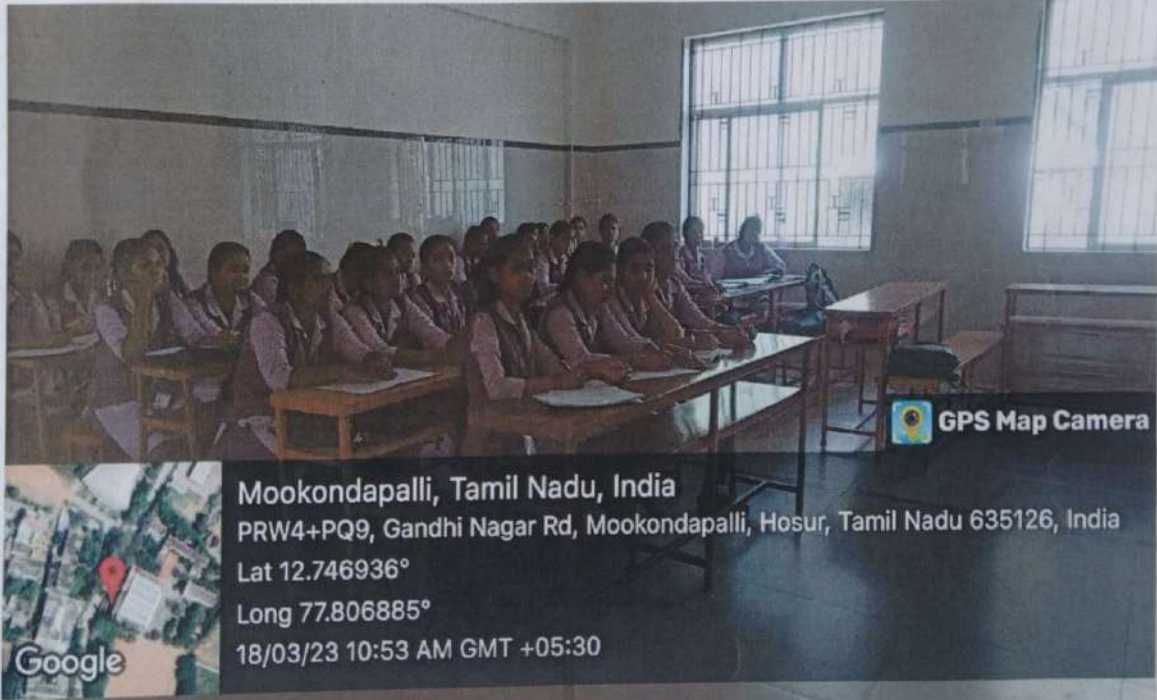 GPS Map Camera
Mookondapalli, Tamil Nadu, India
PRW4+PQ9, Gandhi Nagar Rd, Mookondapalli, Hosur, Tamil Nadu 635126, India
Lat 12.746936°
Long 77.806885°
18/03/23 10:53 AM GMT +05:30
Google